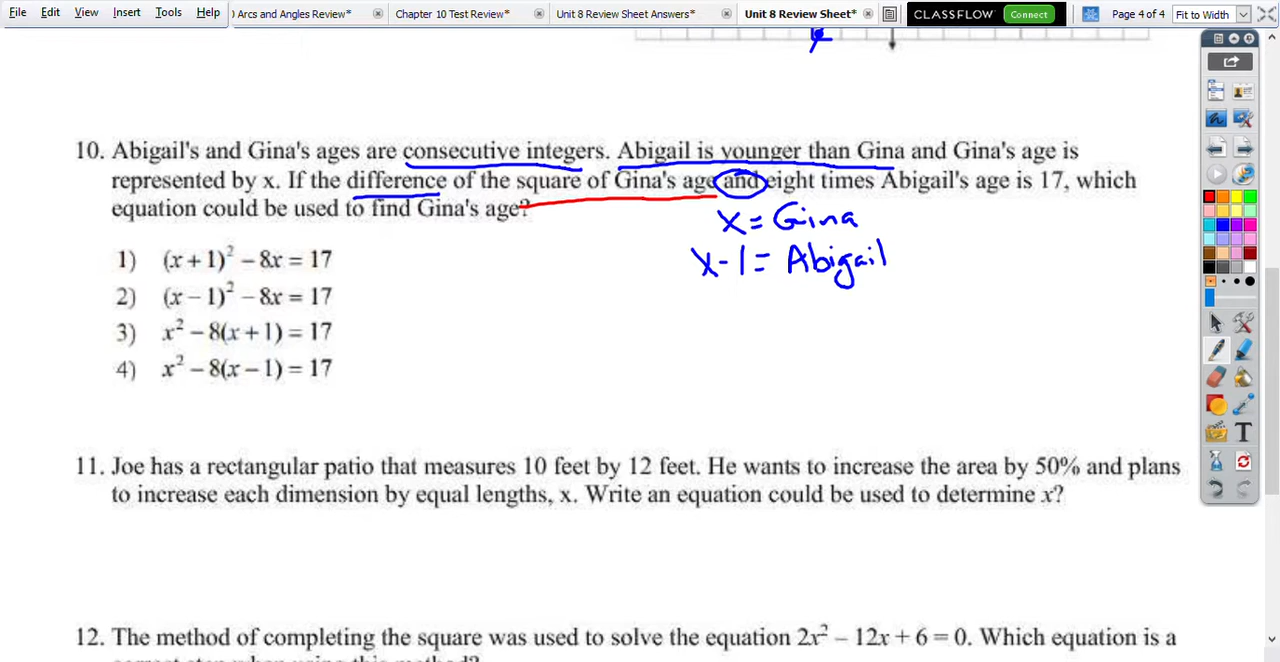 File Edit View Insert Tools Help ) Arcs and Angles Review* Chapter 10 Test Review* Unit 8 Review Sheet Answers* Unit 8 Review Sheet* CLASSFLOW Connect Page 4 of 4 Fit to Width
10. Abigail's and Gina's ages are consecutive integers. Abigail is younger than Gina and Gina's age is
represented by x. If the difference of the square of Gina's age and eight times Abigail's age is 17, which
equation could be used to find Gina's age?
x = Gina
x - 1 = Abigail
1) (x + 1)² − 8x = 17
2) (x − 1)² − 8x = 17
3) x² − 8(x + 1) = 17
4) x² − 8(x − 1) = 17
11. Joe has a rectangular patio that measures 10 feet by 12 feet. He wants to increase the area by 50% and plans
to increase each dimension by equal lengths, x. Write an equation could be used to determine x?
12. The method of completing the square was used to solve the equation 2x² − 12x + 6 = 0. Which equation is a
correct step when using this method?